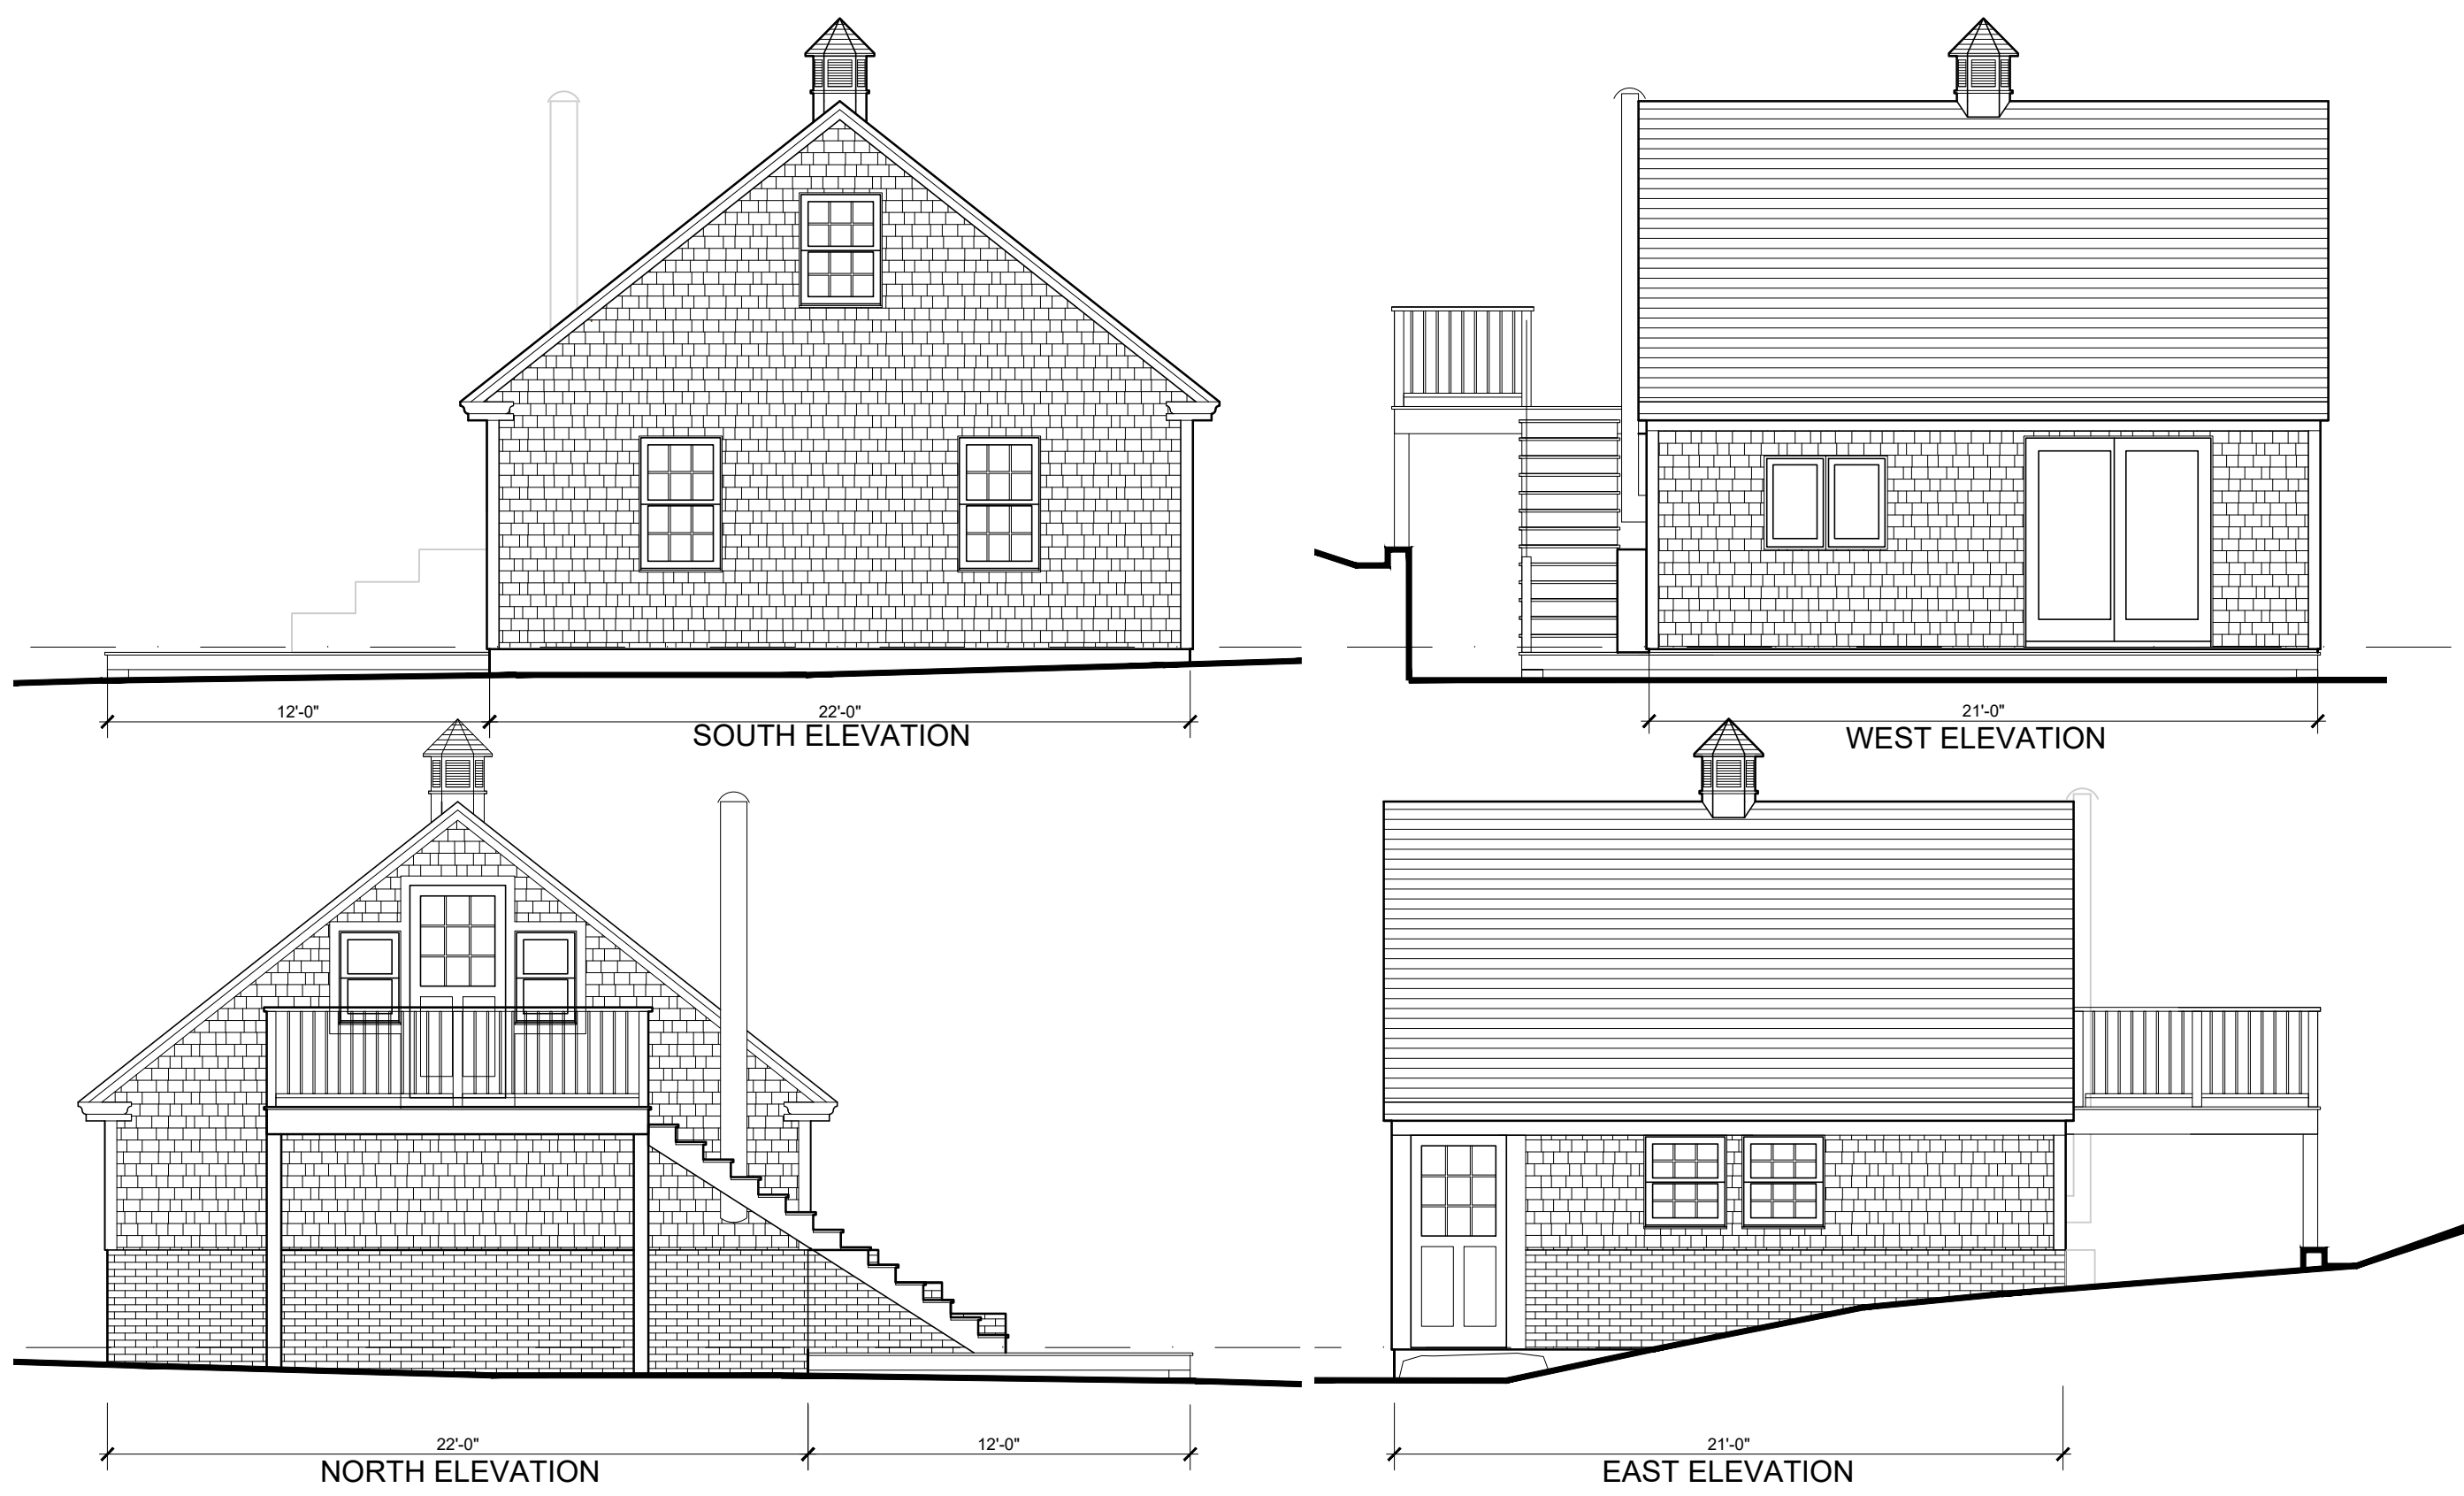 12'-0"
22'-0"
SOUTH ELEVATION
21'-0"
WEST ELEVATION
22'-0"
12'-0"
NORTH ELEVATION
21'-0"
EAST ELEVATION